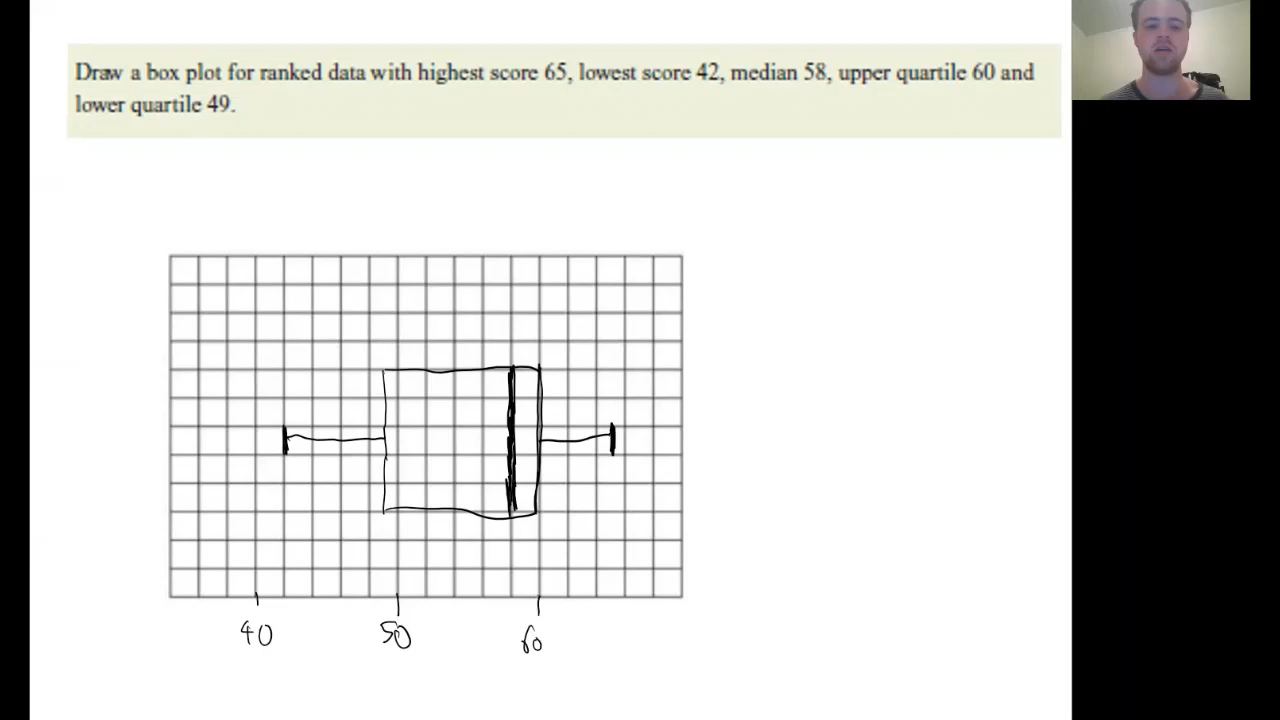 Draw a box plot for ranked data with highest score 65, lowest score 42, median 58, upper quartile 60 and
lower quartile 49.
40 50 60